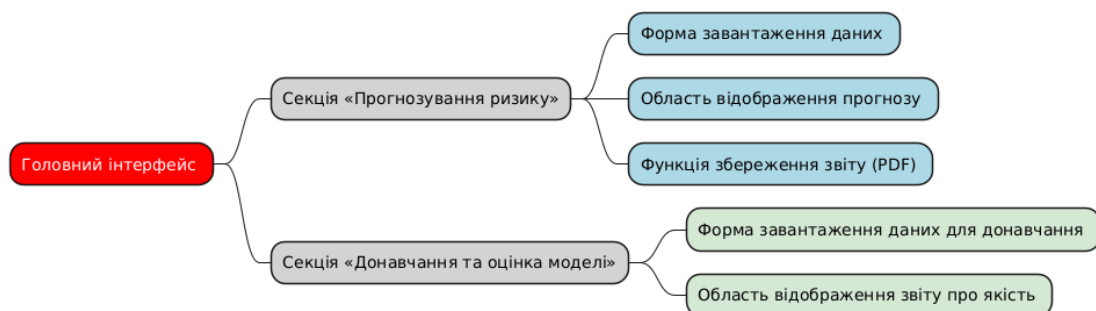 Головний інтерфейс
Секція «Прогнозування ризику»
Форма завантаження даних
Область відображення прогнозу
Функція збереження звіту (PDF)
Секція «Донавчання та оцінка моделі»
Форма завантаження даних для донавчання
Область відображення звіту про якість